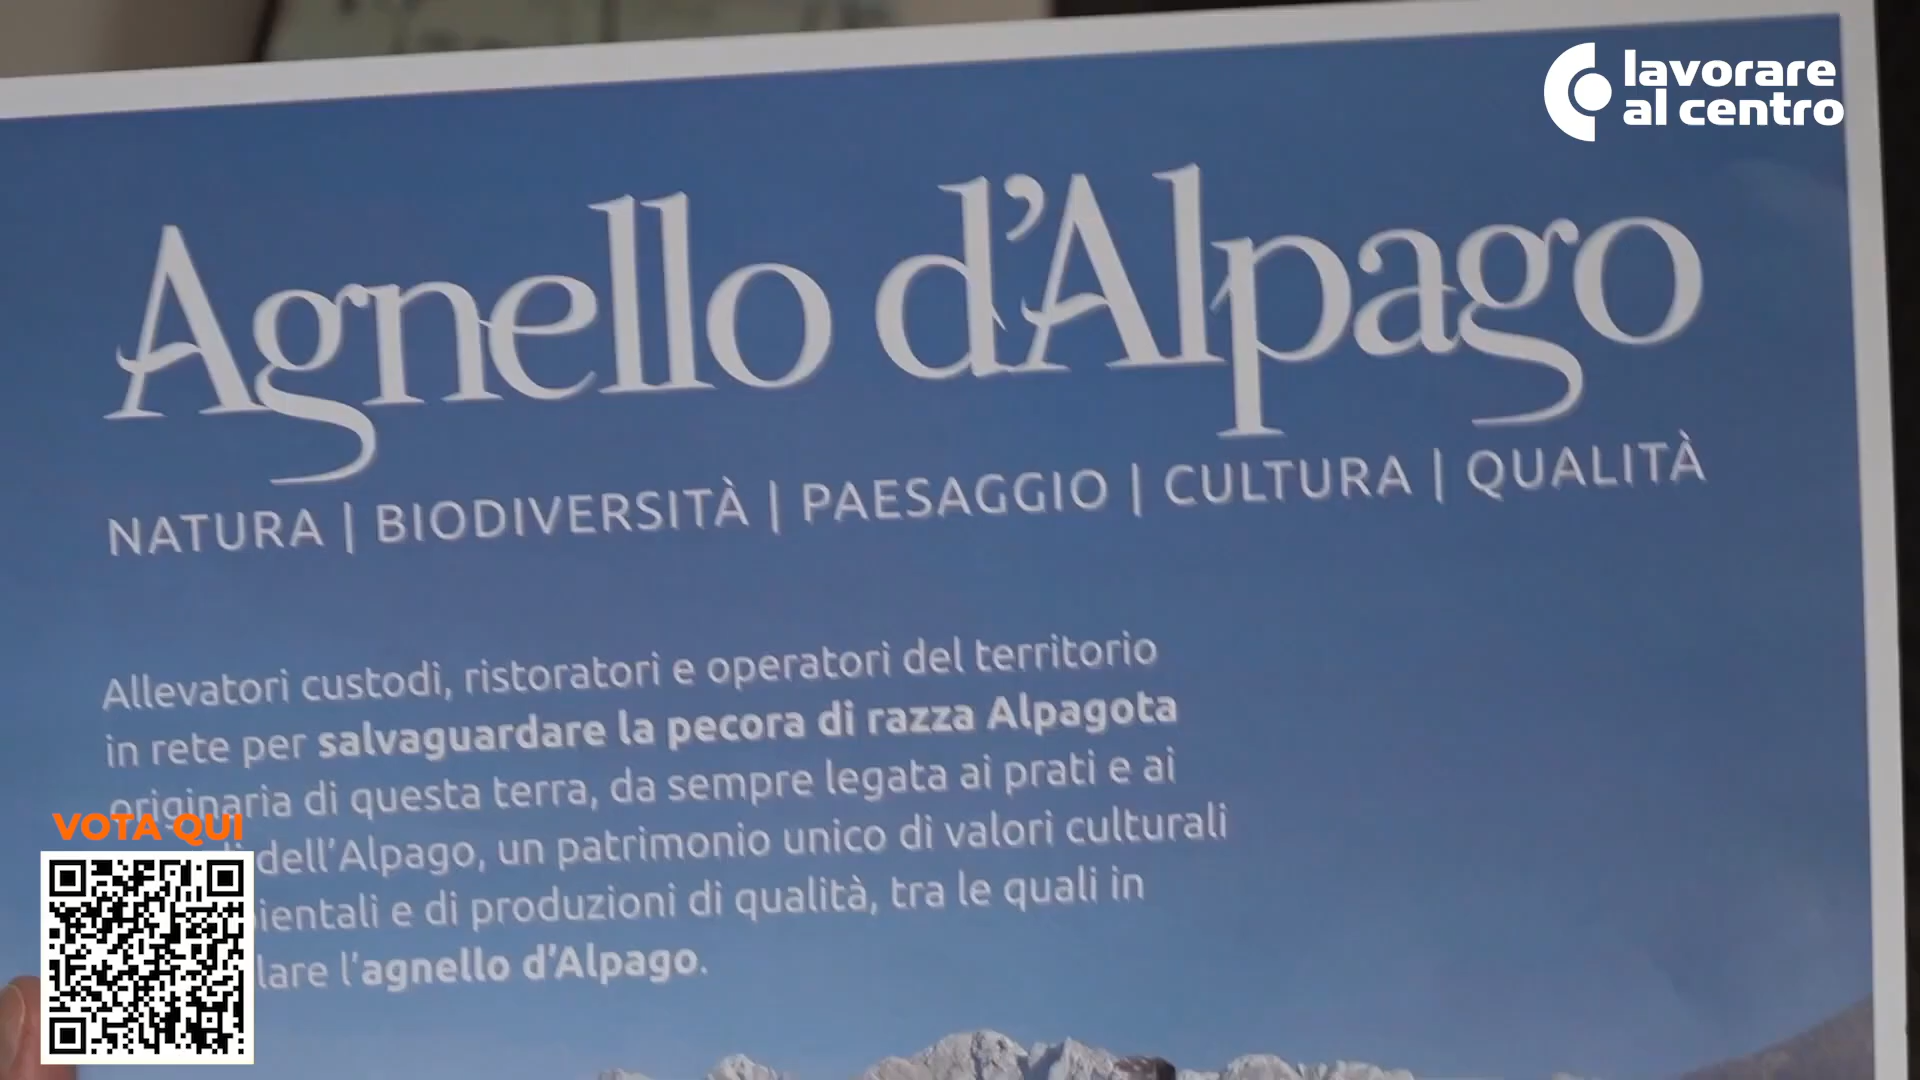 lavorare
al centro
Agnello d'Alpago
NATURA | BIODIVERSITÀ | PAESAGGIO | CULTURA | QUALITÀ
Allevatori custodi, ristoratori e operatori del territorio
in rete per salvaguardare la pecora di razza Alpagota
originaria di questa terra, da sempre legata ai prati e ai
dell'Alpago, un patrimonio unico di valori culturali
e di produzioni di qualità, tra le quali in
l'agnello d'Alpago.
VOTA QUI